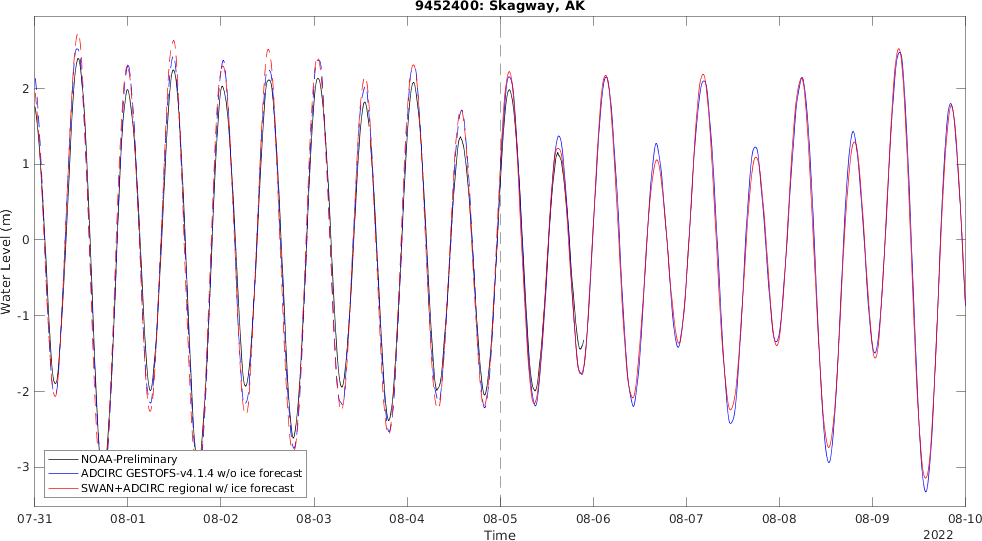 9452400: Skagway, AK
Water Level (m)
2
1
0
-1
-2
-3
NOAA-Preliminary
ADCIRC GESTOFS-v4.1.4 w/o ice forecast
SWAN+ADCIRC regional w/ ice forecast
07-31 08-01 08-02 08-03 08-04 08-05 08-06 08-07 08-08 08-09 08-10
Time
2022